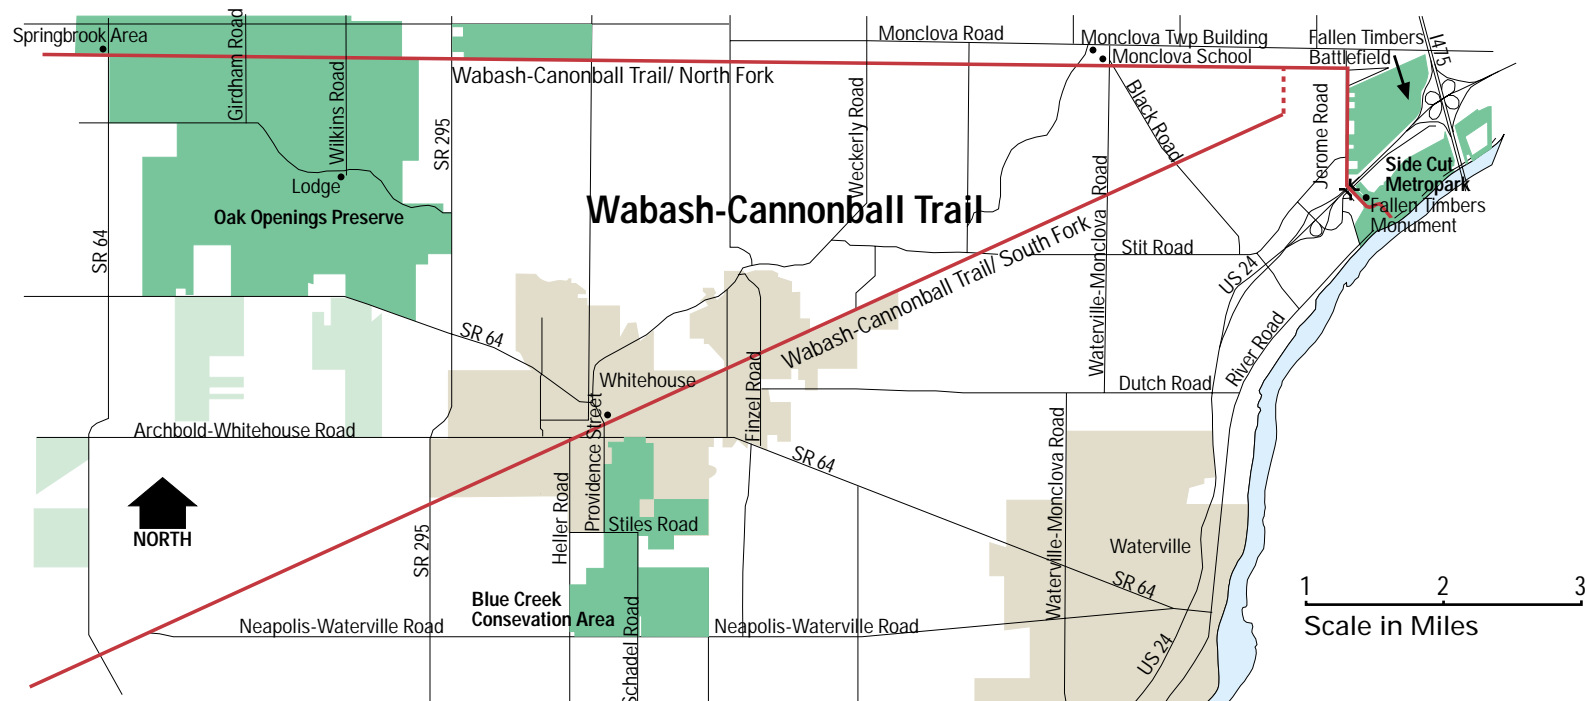 Springbrook Area
Girdham Road
Wilkins Road
SR 295
Wabash-Canonball Trail/ North Fork
Monclova Road
Monclova Twp Building
Monclova School
Fallen Timbers
Battlefield
I475
Weckerly Road
Black Road
Jerome Road
Lodge
Oak Openings Preserve
Wabash-Cannonball Trail
Side Cut
Metropark
Fallen Timbers
Monument
SR 64
Waterville-Monclova Road
Stit Road
US 24
Wabash-Cannonball Trail/ South Fork
SR 64
River Road
Whitehouse
Finzel Road
Dutch Road
Archbold-Whitehouse Road
Providence Street
SR 64
Waterville-Monclova Road
NORTH
SR 295
Heller Road
Stiles Road
Waterville
SR 64
Blue Creek
Consevation Area
Schadel Road
Neapolis-Waterville Road
Neapolis-Waterville Road
US 24
1 2 3
Scale in Miles